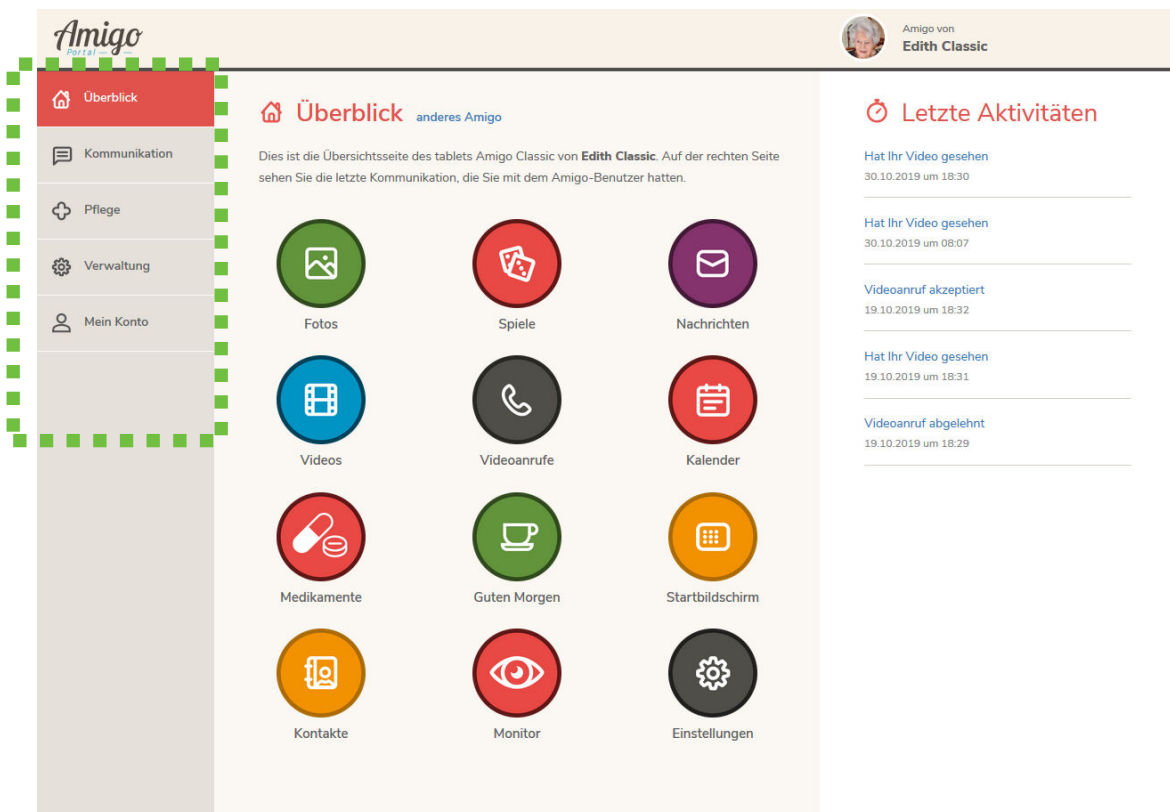 Amigo
Portal
Amigo von
Edith Classic
Überblick
Kommunikation
Pflege
Verwaltung
Mein Konto
Überblick anderes Amigo
Dies ist die Übersichtsseite des tablets Amigo Classic von Edith Classic. Auf der rechten Seite
sehen Sie die letzte Kommunikation, die Sie mit dem Amigo-Benutzer hatten.
Fotos
Spiele
Nachrichten
Videos
Videoanrufe
Kalender
Medikamente
Guten Morgen
Startbildschirm
Kontakte
Monitor
Einstellungen
Letzte Aktivitäten
Hat Ihr Video gesehen
30.10.2019 um 18:30
Hat Ihr Video gesehen
30.10.2019 um 08:07
Videoanruf akzeptiert
19.10.2019 um 18:32
Hat Ihr Video gesehen
19.10.2019 um 18:31
Videoanruf abgelehnt
19.10.2019 um 18:29